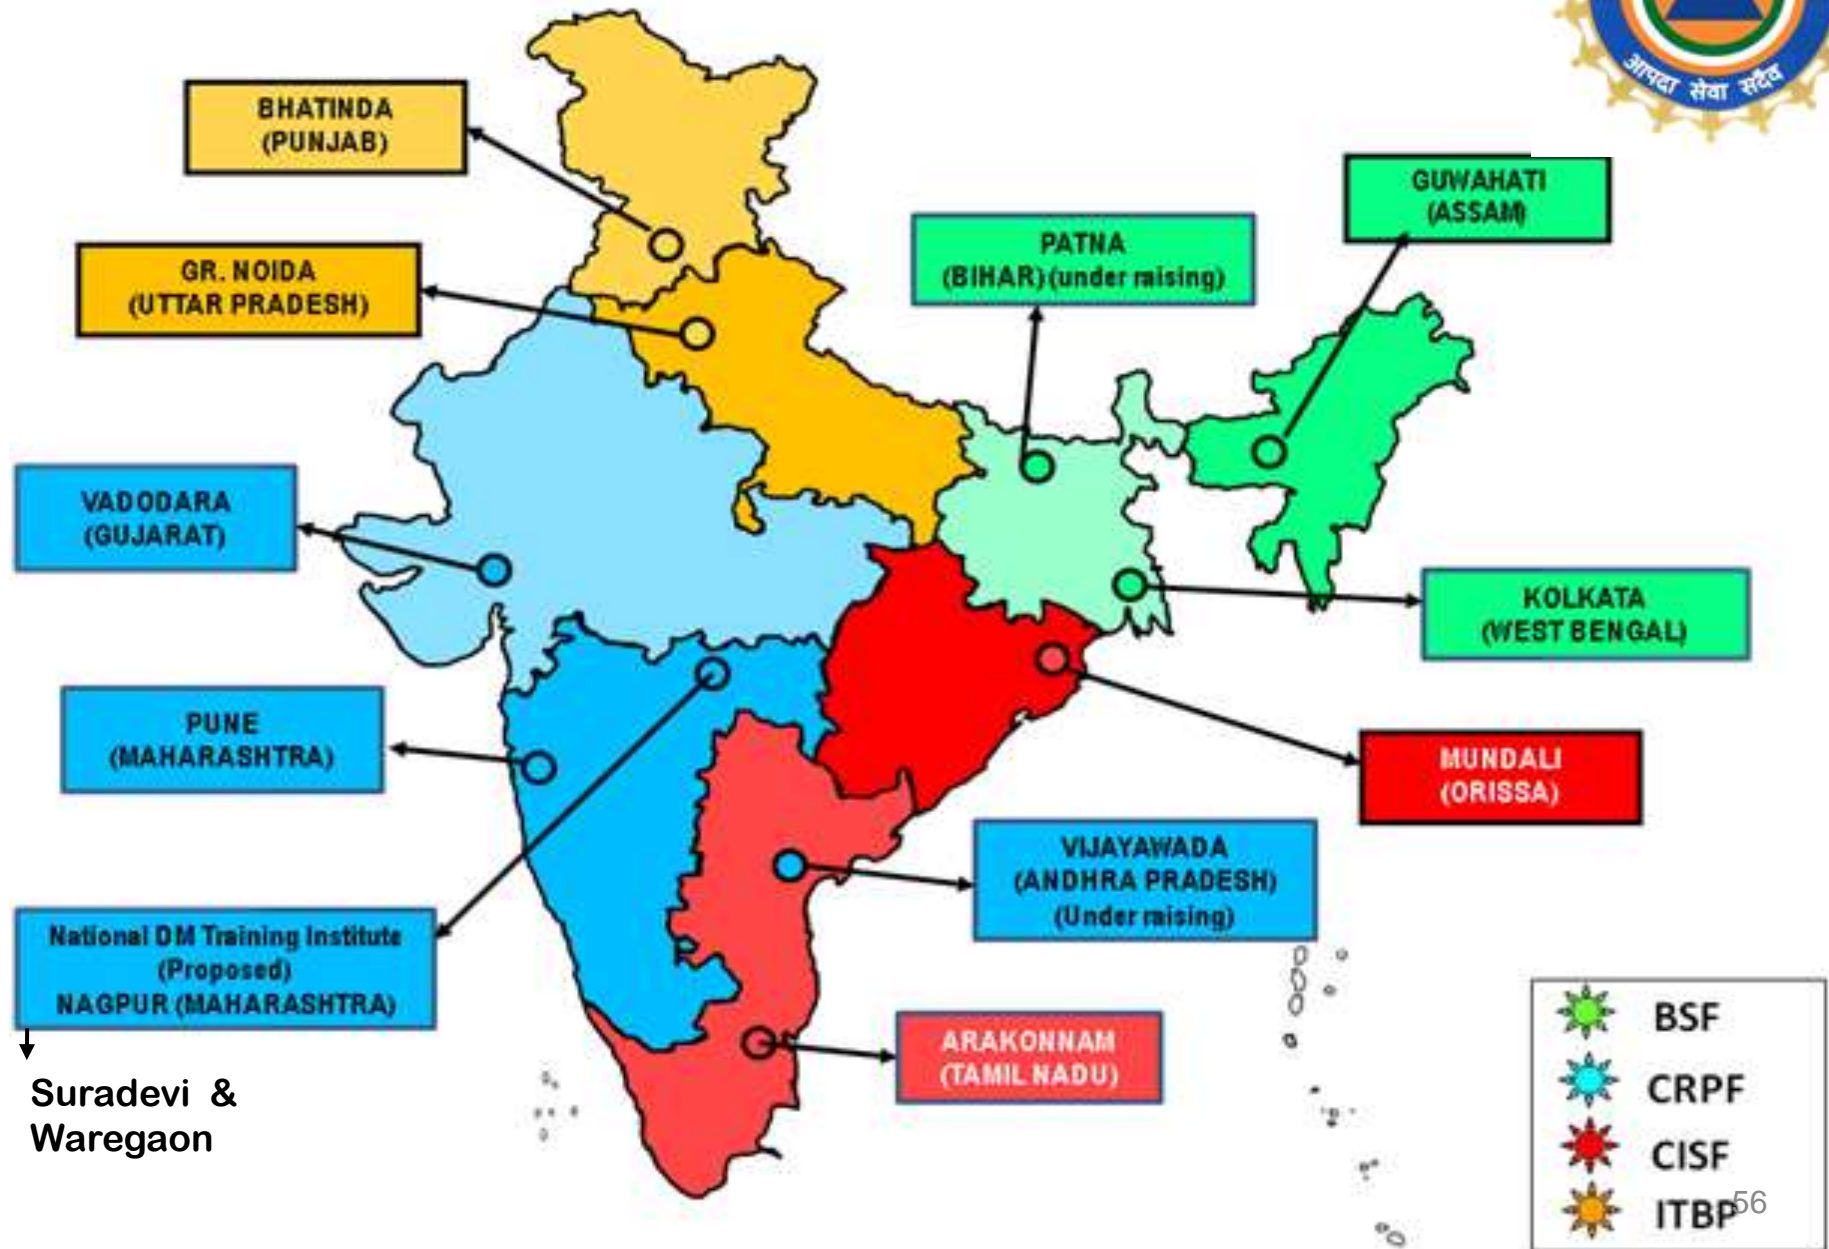 आपदा सेवा सदैव
BHATINDA
(PUNJAB)
GUWAHATI
(ASSAM)
PATNA
(BIHAR) (under raising)
GR. NOIDA
(UTTAR PRADESH)
VADODARA
(GUJARAT)
KOLKATA
(WEST BENGAL)
PUNE
(MAHARASHTRA)
MUNDALI
(ORISSA)
VIJAYAWADA
(ANDHRA PRADESH)
(Under raising)
National DM Training Institute
(Proposed)
NAGPUR (MAHARASHTRA)
ARAKONNAM
(TAMIL NADU)
Suradevi &
Waregaon
BSF
CRPF
CISF
ITBP
56